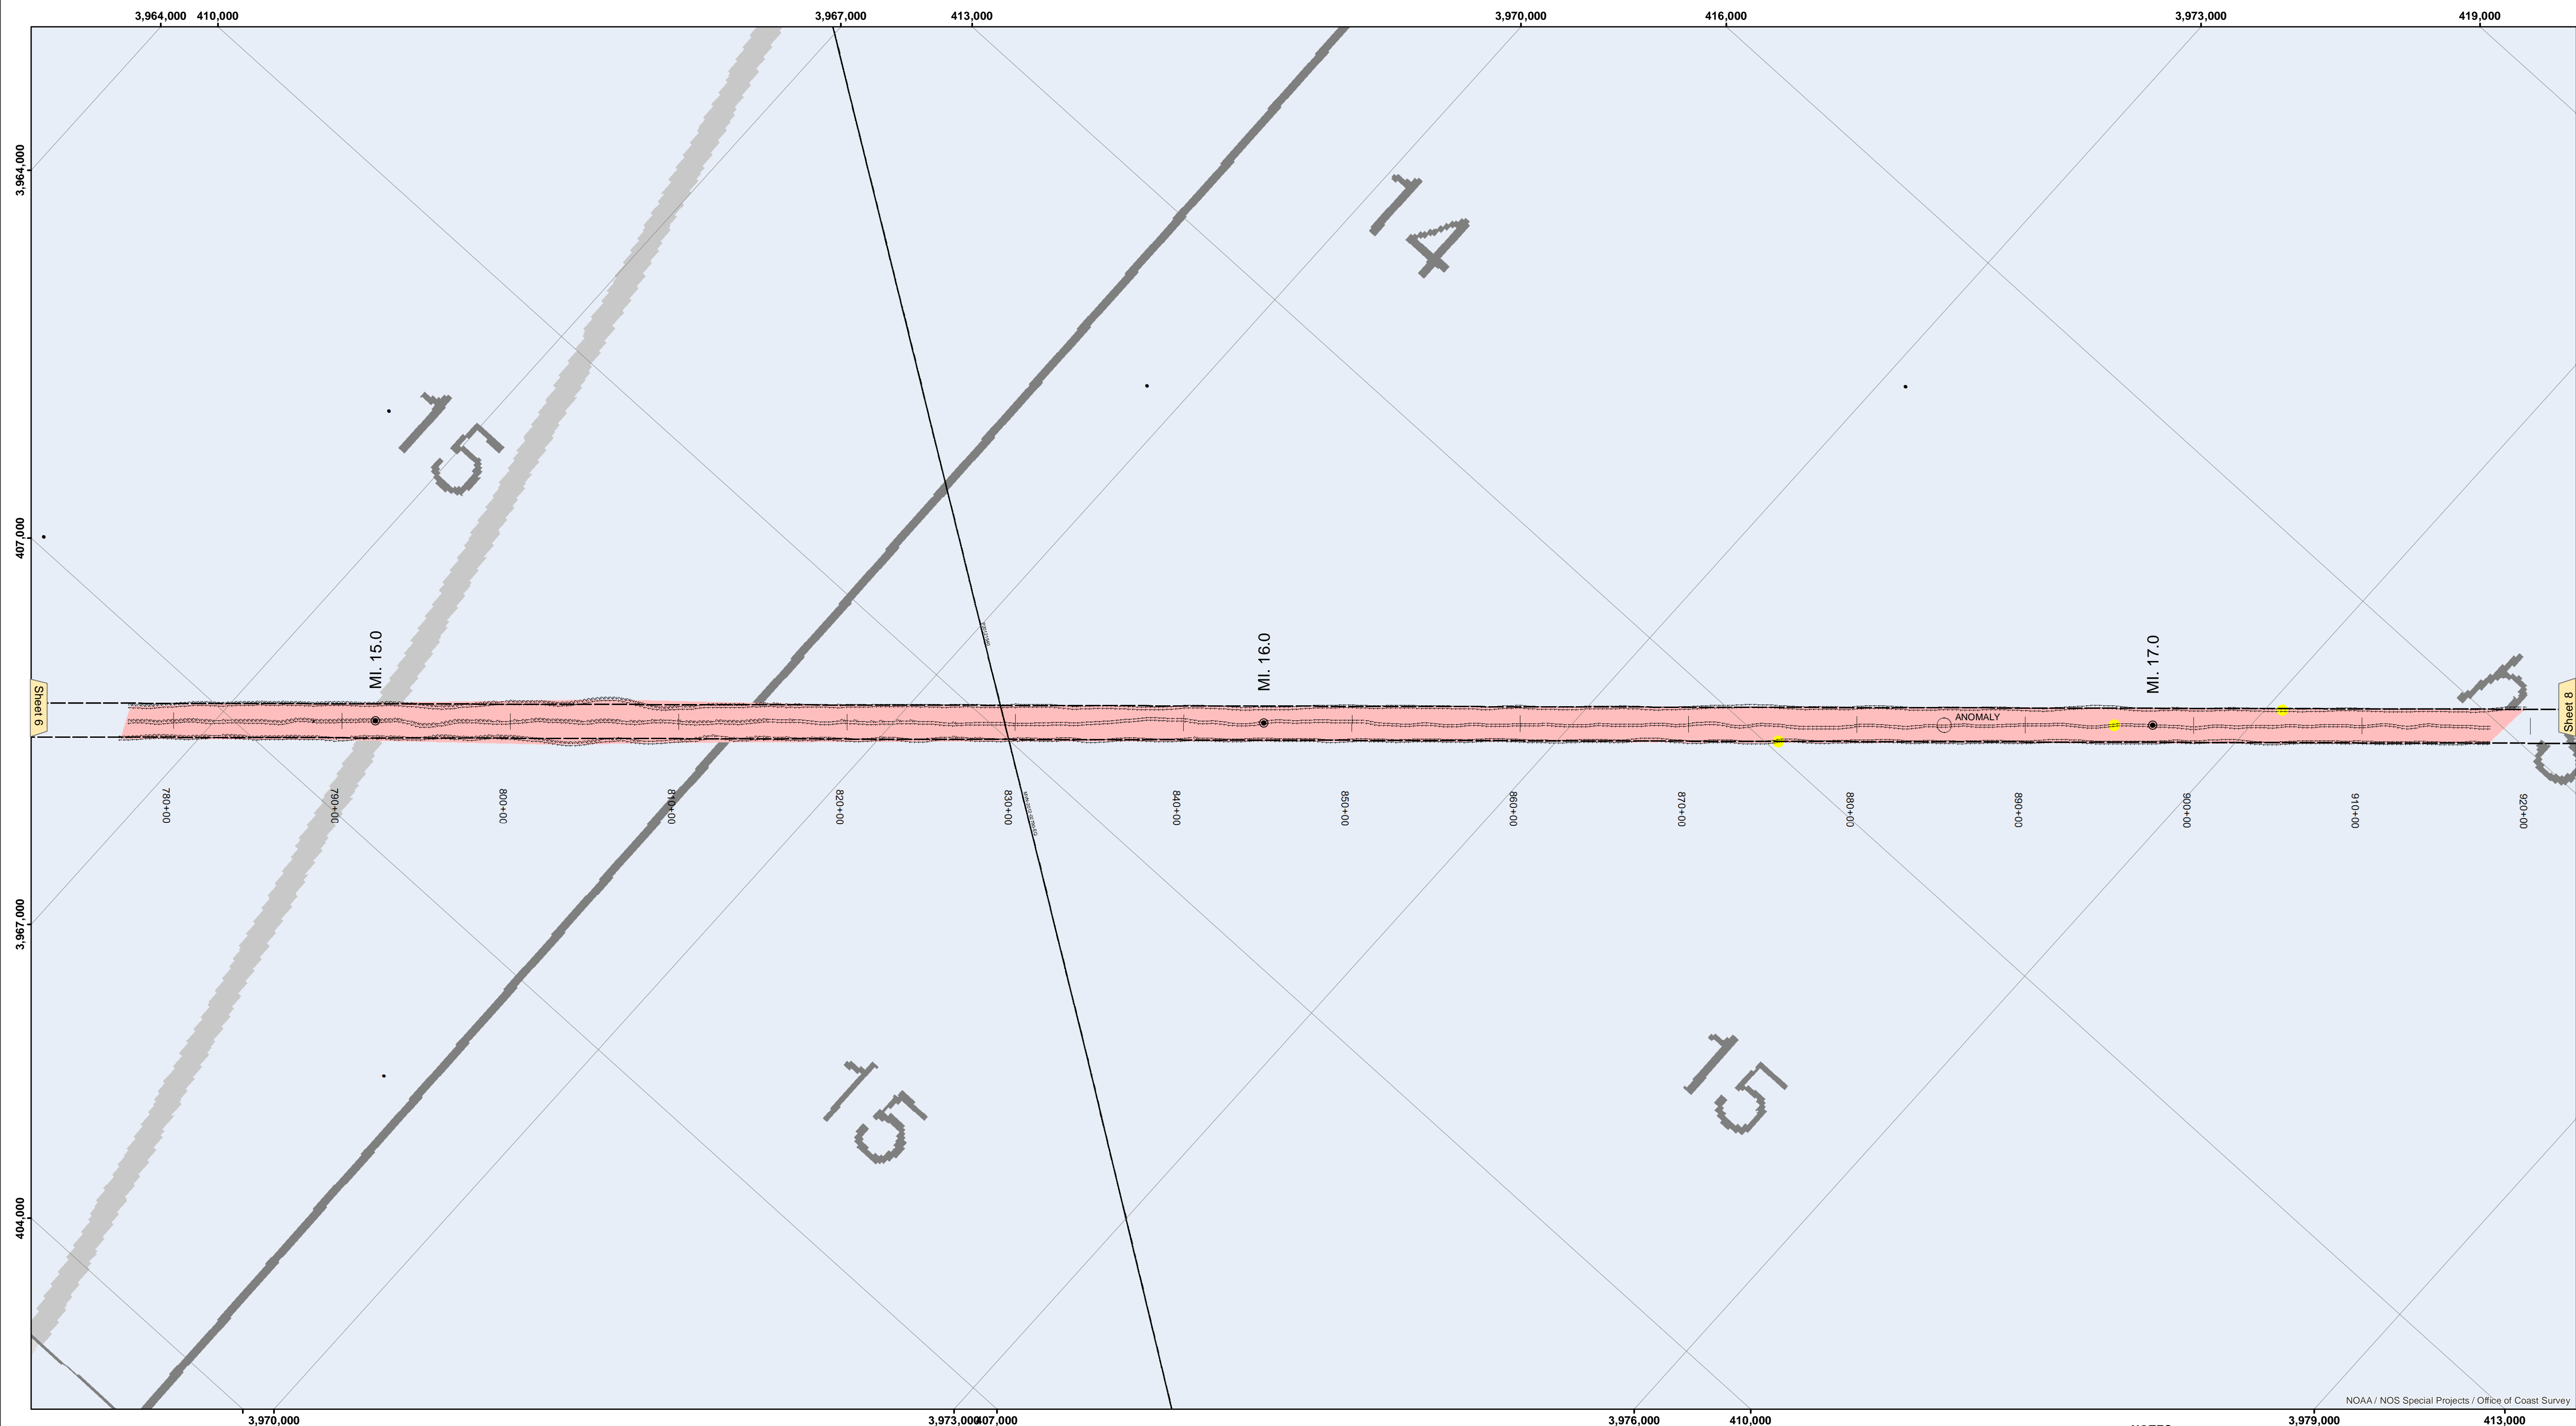 3,964,000 410,000 3,967,000 413,000 3,970,000 416,000 3,973,000 419,000
3,964,000
14
15
407,000
MI. 15.0 MI. 16.0 MI. 17.0
Sheet 6
ANOMALY
Sheet 8
780+00 790+00 800+00 810+00 820+00 830+00 840+00 850+00 860+00 870+00 880+00 890+00 900+00 910+00 920+00
3,967,000
15
15
404,000
NOAA / NOS Special Projects / Office of Coast Survey
3,970,000 3,973,000 407,000 3,976,000 410,000 3,979,000 413,000